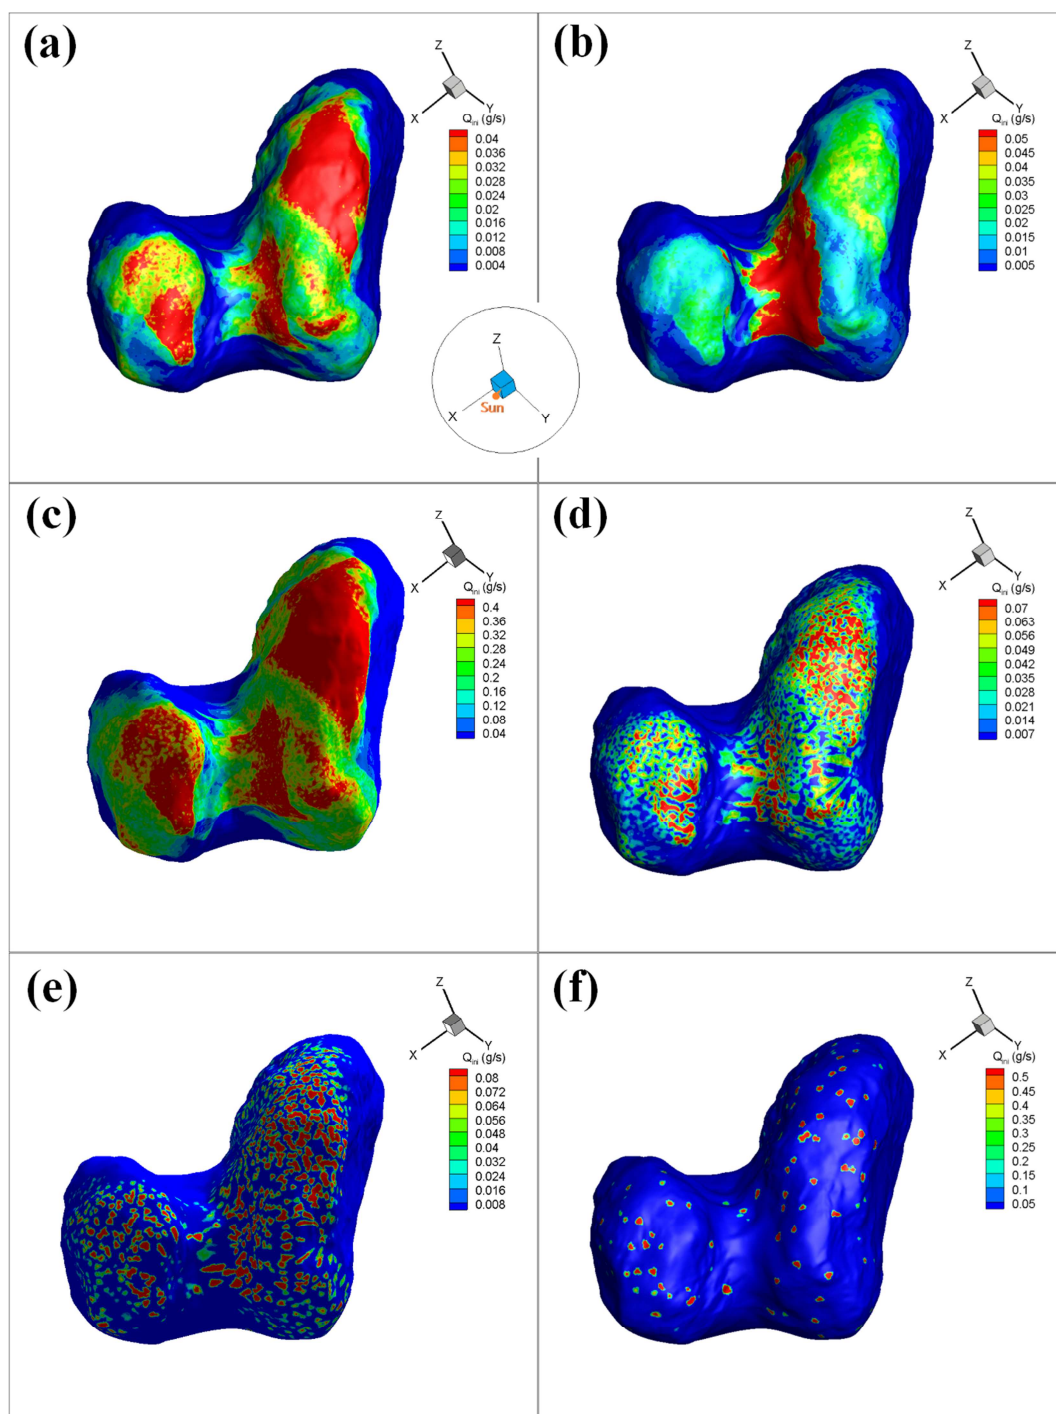 (a)
Z
X
Y
Qini (g/s)
0.04
0.036
0.032
0.028
0.024
0.02
0.016
0.012
0.008
0.004
(b)
Z
X
Y
Qini (g/s)
0.05
0.045
0.04
0.035
0.03
0.025
0.02
0.015
0.01
0.005
Z
X
Sun
Y
(c)
Z
X
Y
Qini (g/s)
0.4
0.36
0.32
0.28
0.24
0.2
0.16
0.12
0.08
0.04
(d)
Z
X
Y
Qini (g/s)
0.07
0.063
0.056
0.049
0.042
0.035
0.028
0.021
0.014
0.007
(e)
Z
X
Y
Qini (g/s)
0.08
0.072
0.064
0.056
0.048
0.04
0.032
0.024
0.016
0.008
(f)
Z
X
Y
Qini (g/s)
0.5
0.45
0.4
0.35
0.3
0.25
0.2
0.15
0.1
0.05